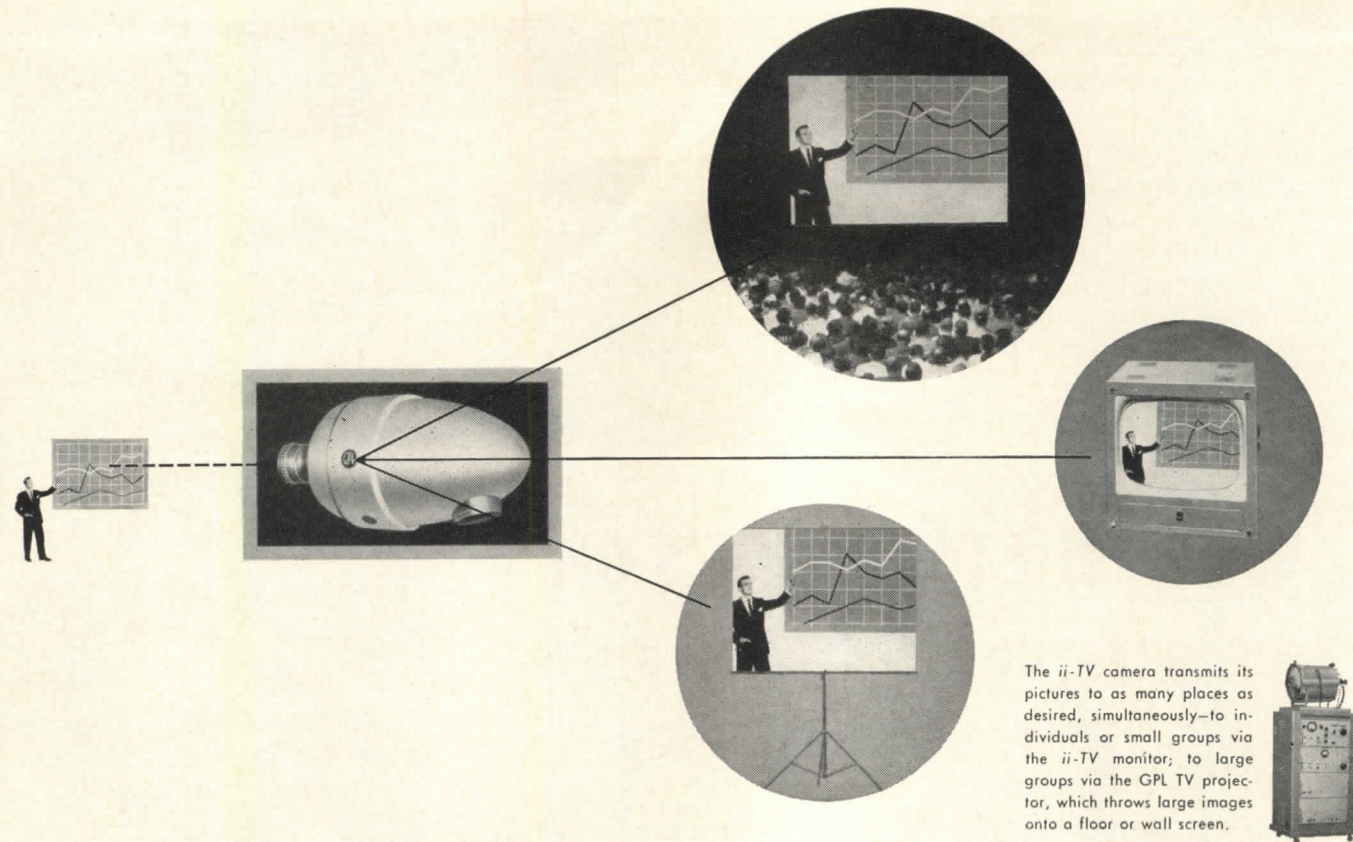 The ii-TV camera transmits its
pictures to as many places as
desired, simultaneously—to in-
dividuals or small groups via
the ii-TV monitor; to large
groups via the GPL TV projec-
tor, which throws large images
onto a floor or wall screen.